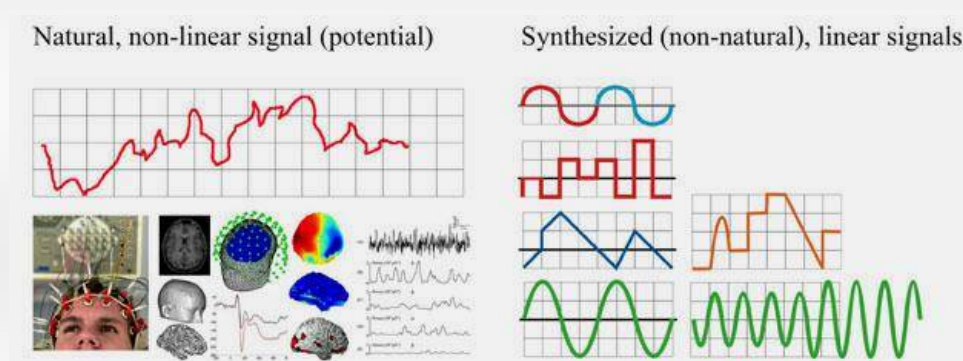 Natural, non-linear signal (potential)
Synthesized (non-natural), linear signals